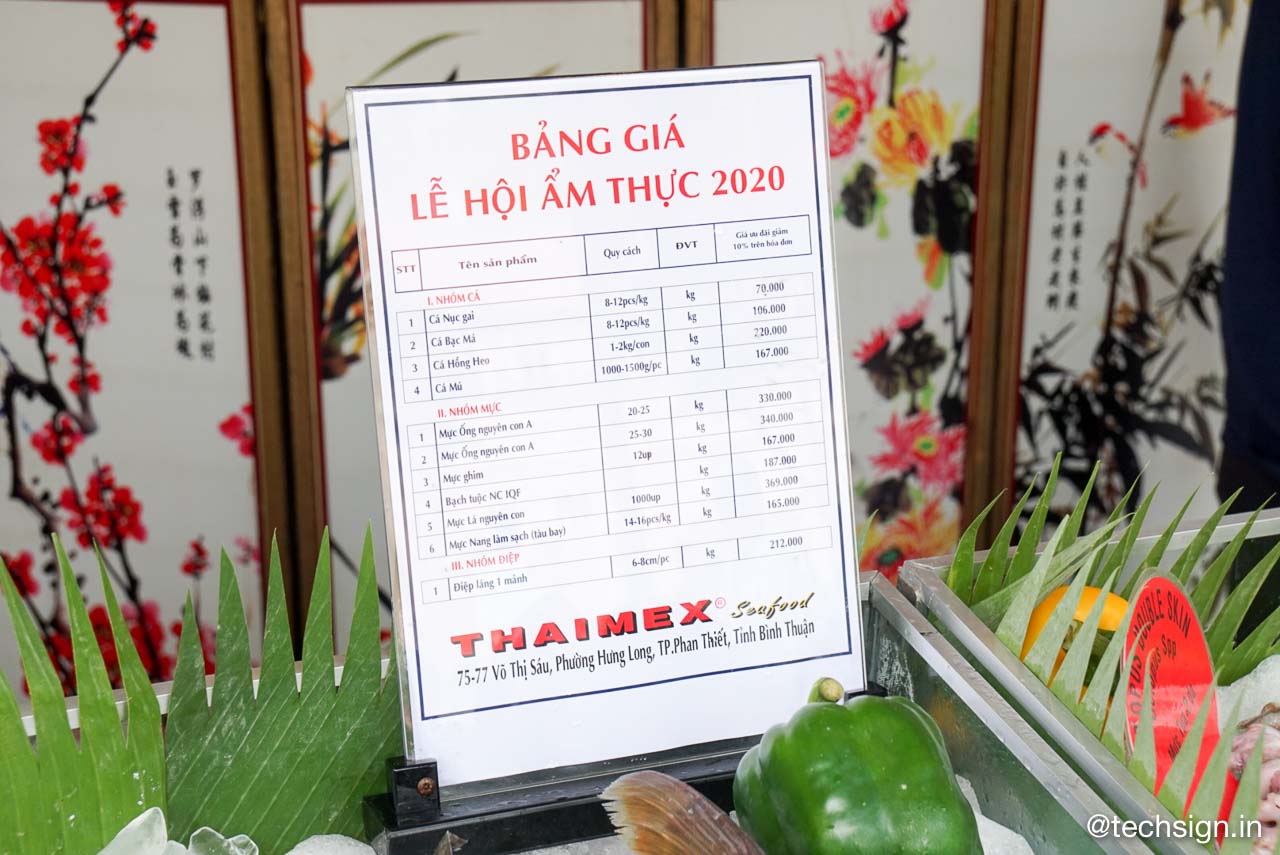 BẢNG GIÁ
LỄ HỘI ẨM THỰC 2020
STT Tên sản phẩm Quy cách ĐVT Giá ưu đãi giảm
10% trên hóa đơn
I. NHÓM CÁ
1 Cá Nục gai 8-12pcs/kg kg 70.000
2 Cá Bạc Má 8-12pcs/kg kg 106.000
3 Cá Hồng Heo 1-2kg/con kg 220.000
4 Cá Mú 1000-1500g/pc kg 167.000
II. NHÓM MỰC
1 Mực Ống nguyên con A 20-25 kg 330.000
2 Mực Ống nguyên con A 25-30 kg 340.000
3 Mực ghim 12up kg 167.000
4 Bạch tuộc NC IQF kg 187.000
5 Mực Lá nguyên con 1000up kg 369.000
6 Mực Nang làm sạch (tàu bay) 14-16pcs/kg kg 165.000
III. NHÓM ĐIỆP
1 Điệp láng 1 mảnh 6-8cm/pc kg 212.000
THAIMEX® Seafood
75-77 Võ Thị Sáu, Phường Hưng Long, TP.Phan Thiết, Tỉnh Bình Thuận
DOUBLE SKIN
@techsign.in